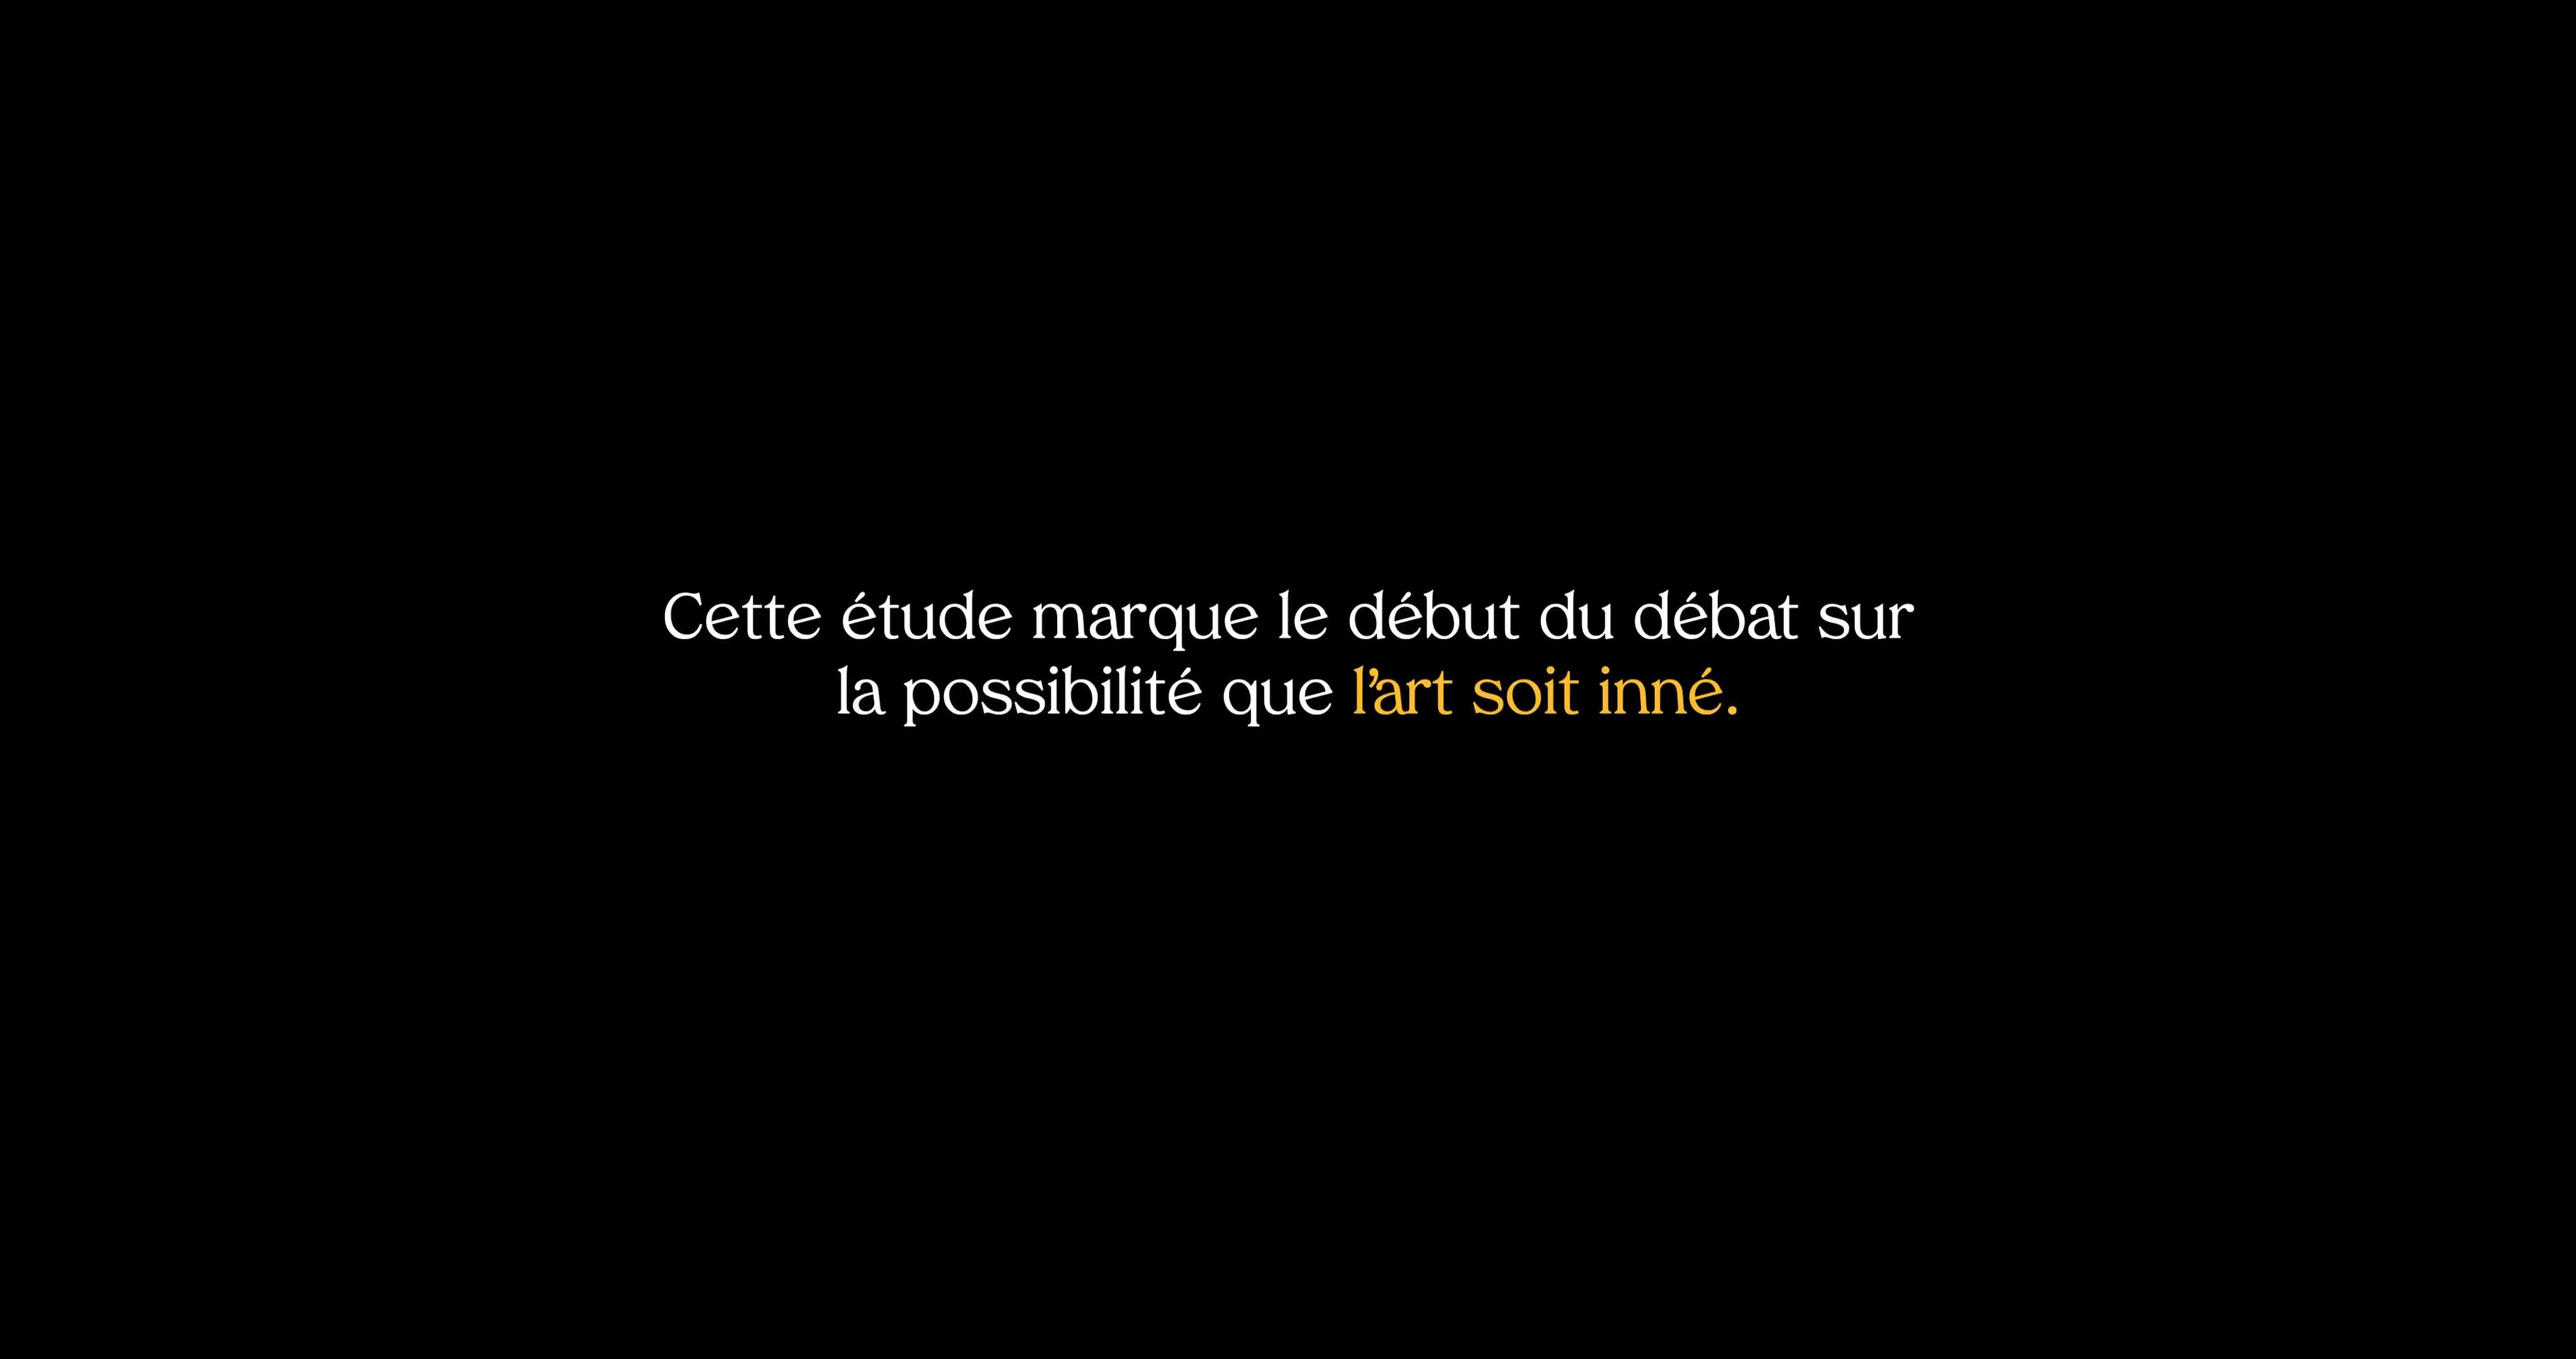 Cette étude marque le début du débat sur
la possibilité que l’art soit inné.